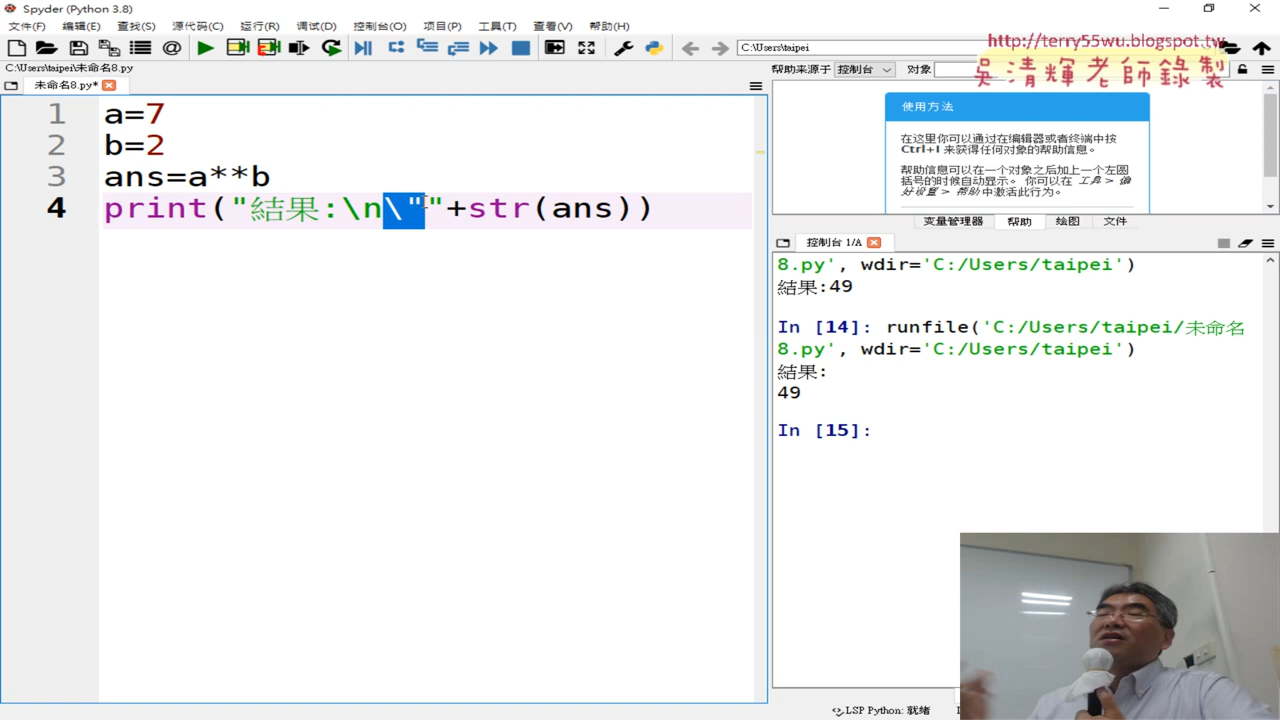 Spyder (Python 3.8)
文件(F) 编辑(E) 查找(S) 源代码(C) 运行(R) 调试(D) 控制台(O) 项目(P) 工具(T) 查看(V) 帮助(H)
C:\Users\taipei
http://terry55wu.blogspot.tw
吳清輝老師錄製
C:\Users\taipei\未命名8.py
未命名8.py*
1 a=7
2 b=2
3 ans=a**b
4 print("結果:\n\""+str(ans))
帮助来源于 控制台 对象
使用方法
在这里你可以通过在编辑器或者终端中按
Ctrl+I 来获得任何对象的帮助信息。
帮助信息可以在一个对象之后加上一个左圆
括号的时候自动显示。 你可以在 工具 > 偏
好设置 > 帮助 中激活此行为。
变量管理器 帮助 绘图 文件
控制台 1/A
8.py', wdir='C:/Users/taipei')
結果:49
In [14]: runfile('C:/Users/taipei/未命名
8.py', wdir='C:/Users/taipei')
結果:
49
In [15]:
LSP Python: 就绪